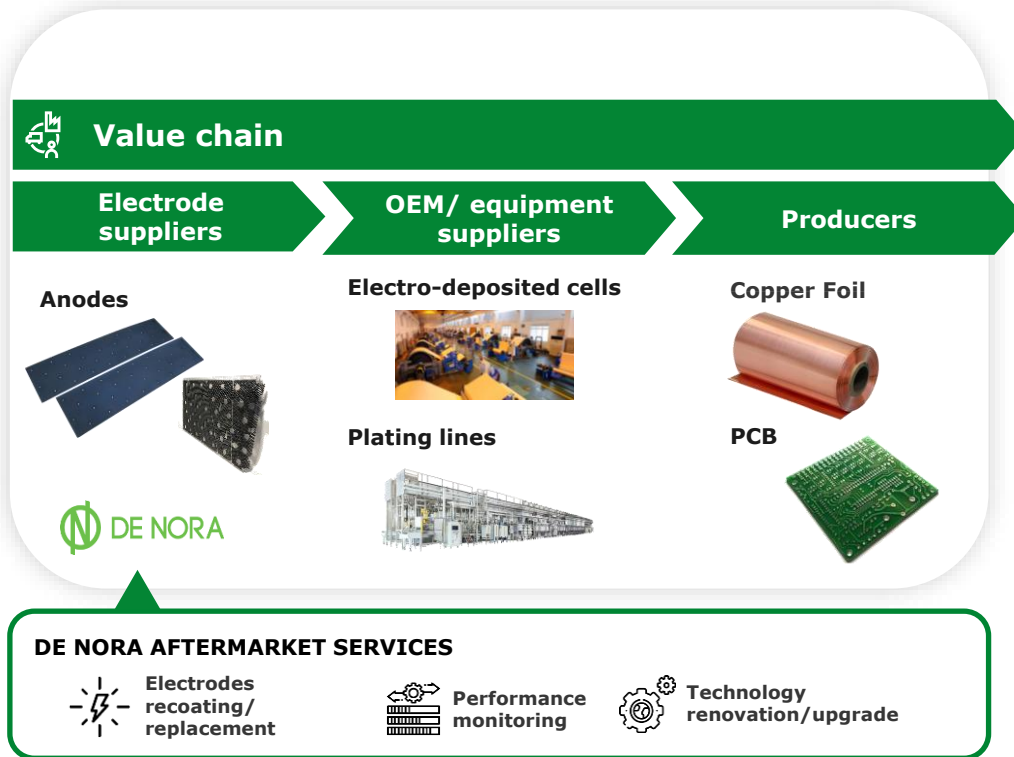 Value chain
Electrode
suppliers
OEM/ equipment
suppliers
Producers
Anodes
Electro-deposited cells
Copper Foil
Plating lines
PCB
DE NORA
DE NORA AFTERMARKET SERVICES
Electrodes
recoating/
replacement
Performance
monitoring
Technology
renovation/upgrade